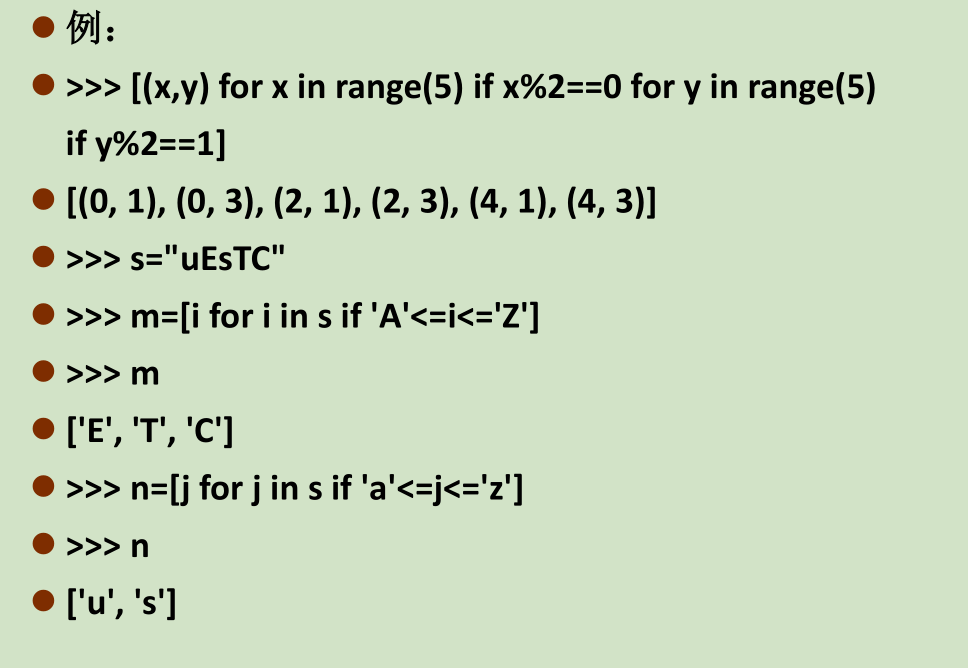 ● 例：
● >>> [(x,y) for x in range(5) if x%2==0 for y in range(5)
if y%2==1]
● [(0, 1), (0, 3), (2, 1), (2, 3), (4, 1), (4, 3)]
● >>> s="uEsTC"
● >>> m=[i for i in s if 'A'<=i<='Z']
● >>> m
● ['E', 'T', 'C']
● >>> n=[j for j in s if 'a'<=j<='z']
● >>> n
● ['u', 's']